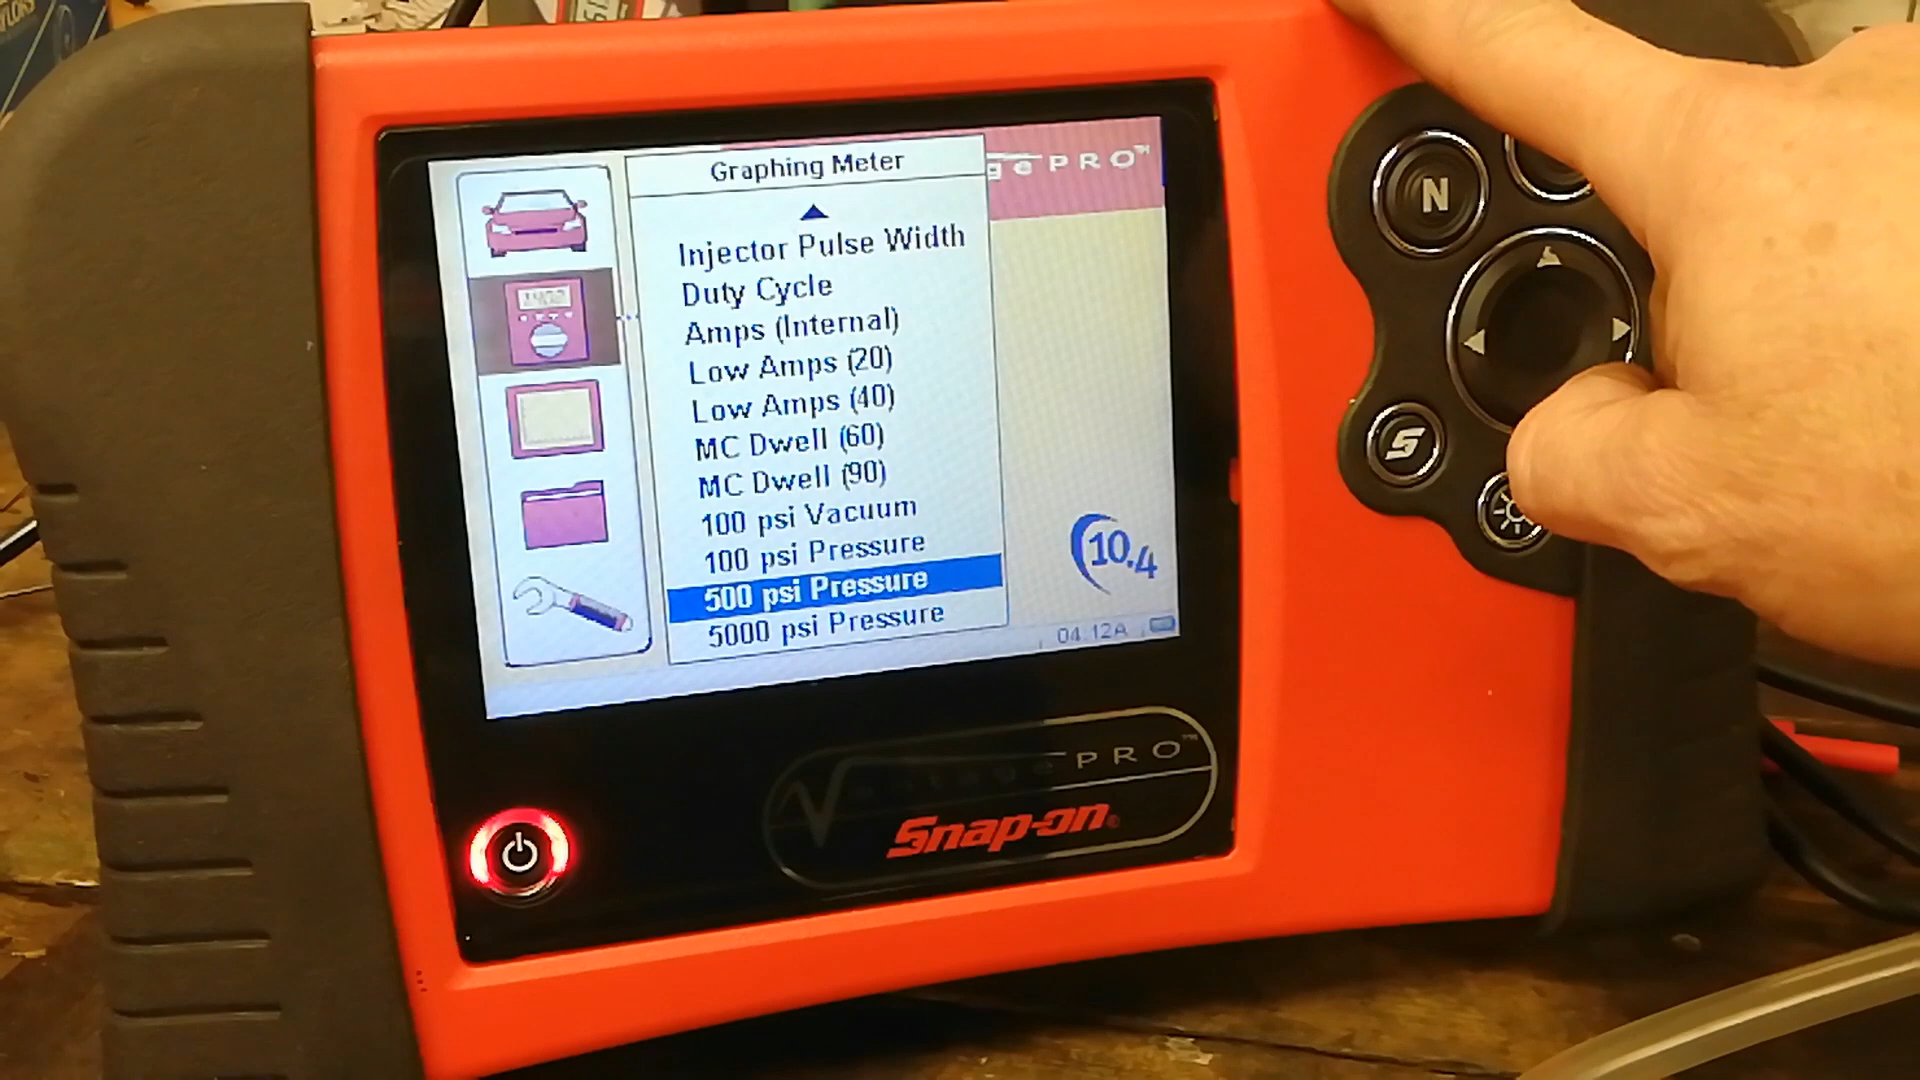 Graphing Meter
gePRO™
Injector Pulse Width
Duty Cycle
Amps (Internal)
Low Amps (20)
Low Amps (40)
MC Dwell (60)
MC Dwell (90)
100 psi Vacuum
100 psi Pressure
500 psi Pressure
5000 psi Pressure
10.4
04:12A
N
S
VantagePRO™
Snap-on®